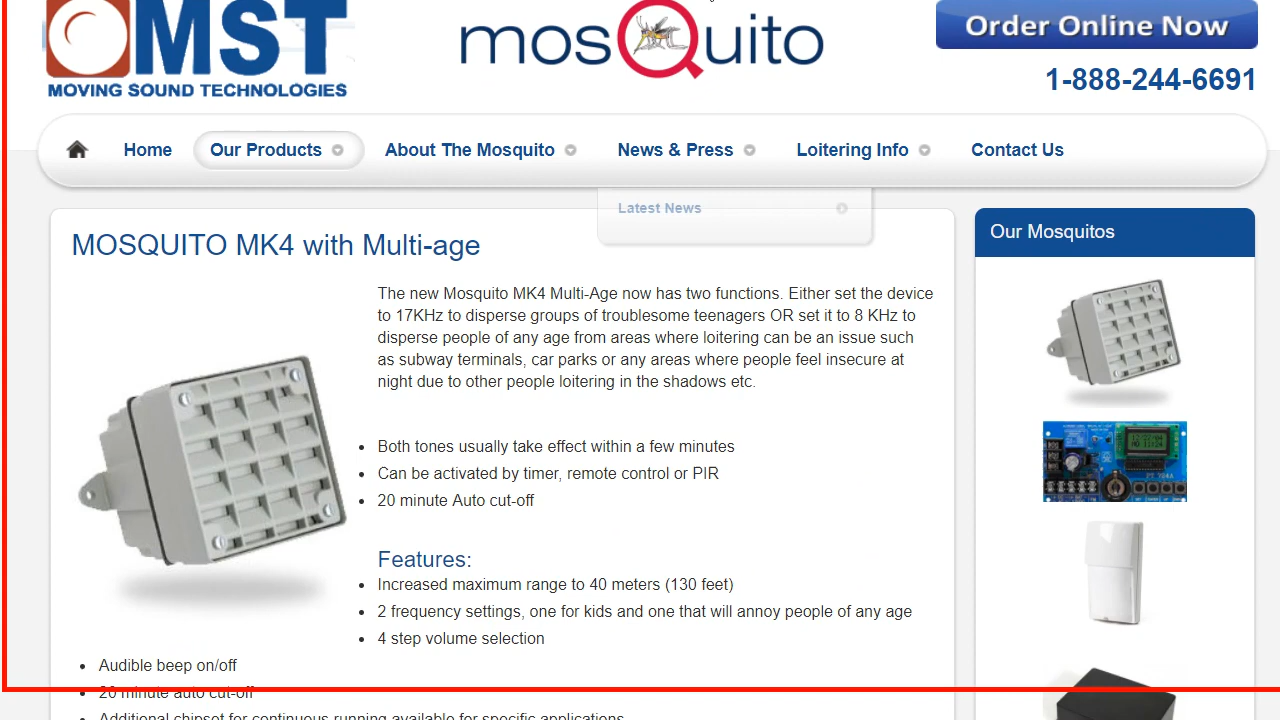 MST
MOVING SOUND TECHNOLOGIES
mosQuito
Order Online Now
1-888-244-6691
Home
Our Products
About The Mosquito
News & Press
Loitering Info
Contact Us
Latest News
MOSQUITO MK4 with Multi-age
The new Mosquito MK4 Multi-Age now has two functions. Either set the device
to 17KHz to disperse groups of troublesome teenagers OR set it to 8 KHz to
disperse people of any age from areas where loitering can be an issue such
as subway terminals, car parks or any areas where people feel insecure at
night due to other people loitering in the shadows etc.
Both tones usually take effect within a few minutes
Can be activated by timer, remote control or PIR
20 minute Auto cut-off
Features:
Increased maximum range to 40 meters (130 feet)
2 frequency settings, one for kids and one that will annoy people of any age
4 step volume selection
Audible beep on/off
20 minute auto cut-off
Additional chipset for continuous running available for specific applications
Our Mosquitos